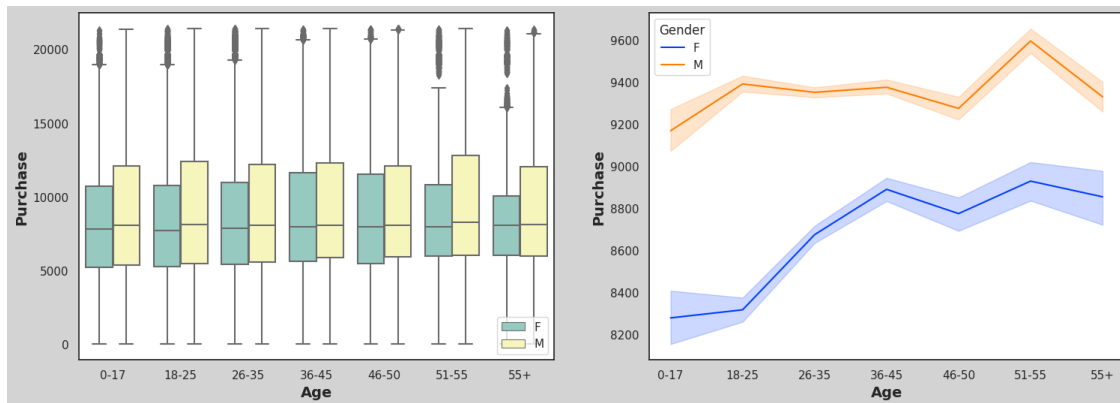 20000
15000
10000
5000
0
Purchase
F
M
0-17 18-25 26-35 36-45 46-50 51-55 55+
Age
9600
9400
9200
9000
8800
8600
8400
8200
Purchase
Gender
F
M
0-17 18-25 26-35 36-45 46-50 51-55 55+
Age